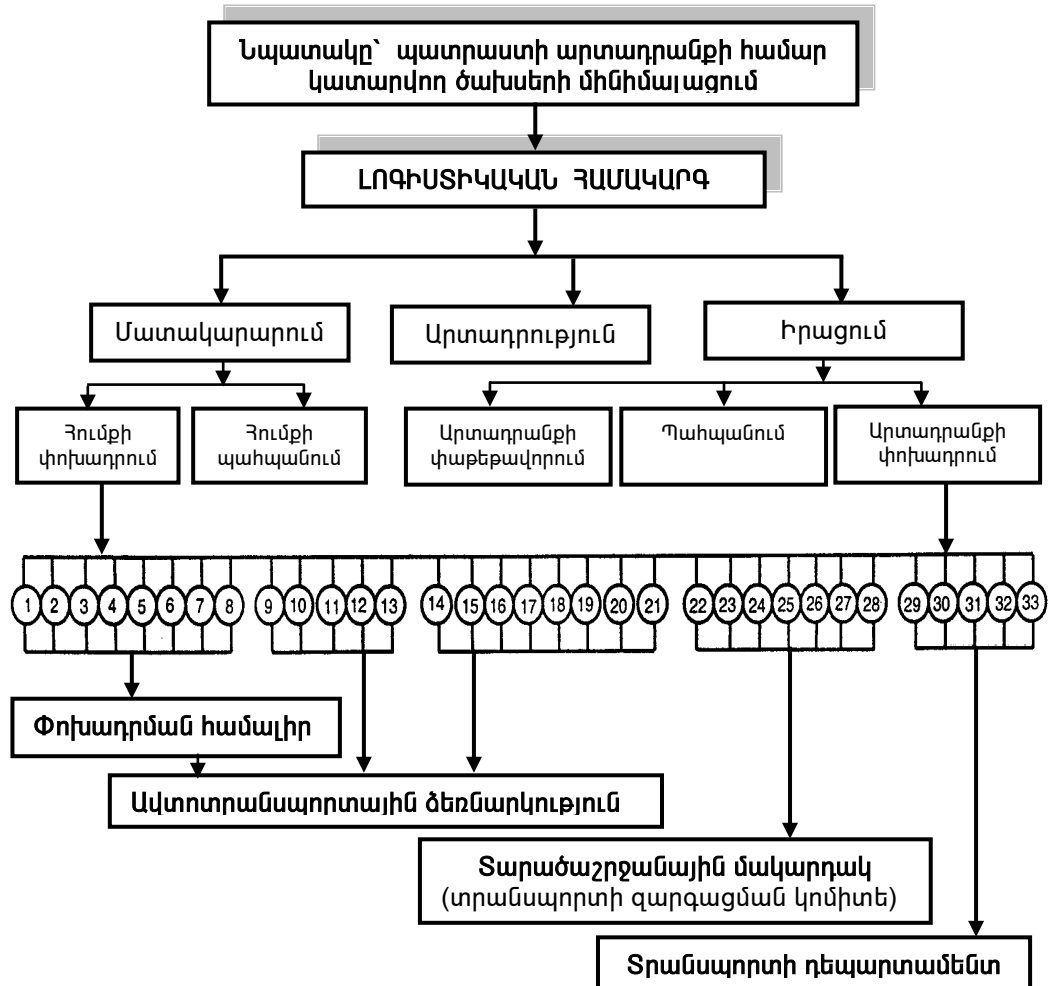 Նպատակը՝ պատրաստի արտադրանքի համար
կատարվող ծախսերի մինիմալացում
ԼՈԳԻՍՏԻԿԱԿԱՆ ՀԱՄԱԿԱՐԳ
Մատակարարում
Արտադրություն
Իրացում
Հումքի
փոխադրում
Հումքի
պահպանում
Արտադրանքի
փաթեթավորում
Պահպանում
Արտադրանքի
փոխադրում
1 2 3 4 5 6 7 8 9 10 11 12 13 14 15 16 17 18 19 20 21 22 23 24 25 26 27 28 29 30 31 32 33
Փոխադրման համալիր
Ավտոտրանսպորտային ձեռնարկություն
Տարածաշրջանային մակարդակ
(տրանսպորտի զարգացման կոմիտե)
Տրանսպորտի դեպարտամենտ